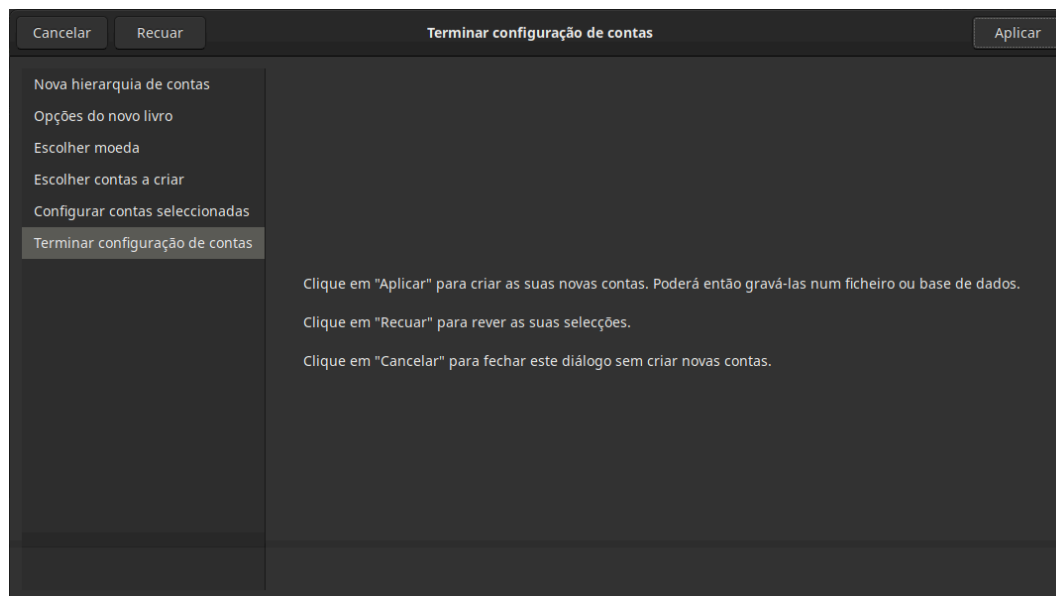 Cancelar
Recuar
Terminar configuração de contas
Aplicar
Nova hierarquia de contas
Opções do novo livro
Escolher moeda
Escolher contas a criar
Configurar contas seleccionadas
Terminar configuração de contas
Clique em "Aplicar" para criar as suas novas contas. Poderá então gravá-las num ficheiro ou base de dados.
Clique em "Recuar" para rever as suas selecções.
Clique em "Cancelar" para fechar este diálogo sem criar novas contas.